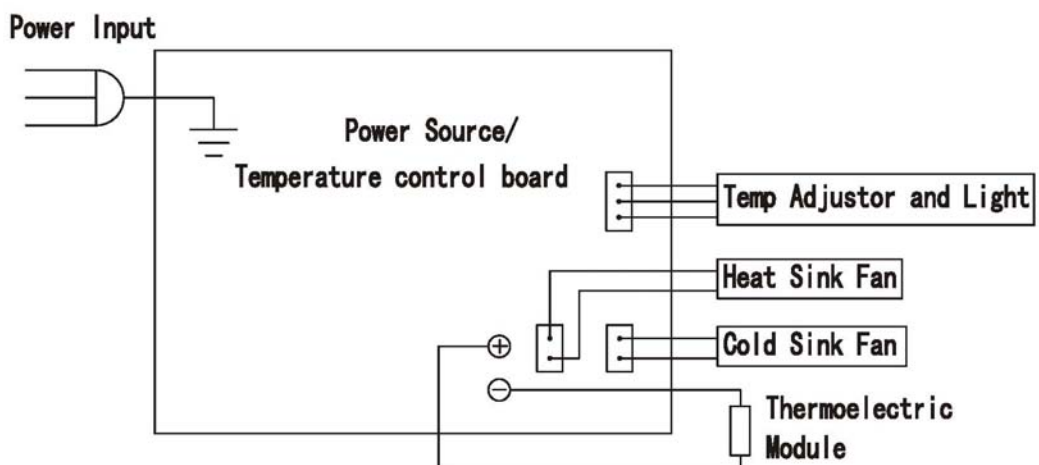 Power Input
Power Source/
Temperature control board
Temp Adjustor and Light
Heat Sink Fan
+
Cold Sink Fan
−
Thermoelectric
Module